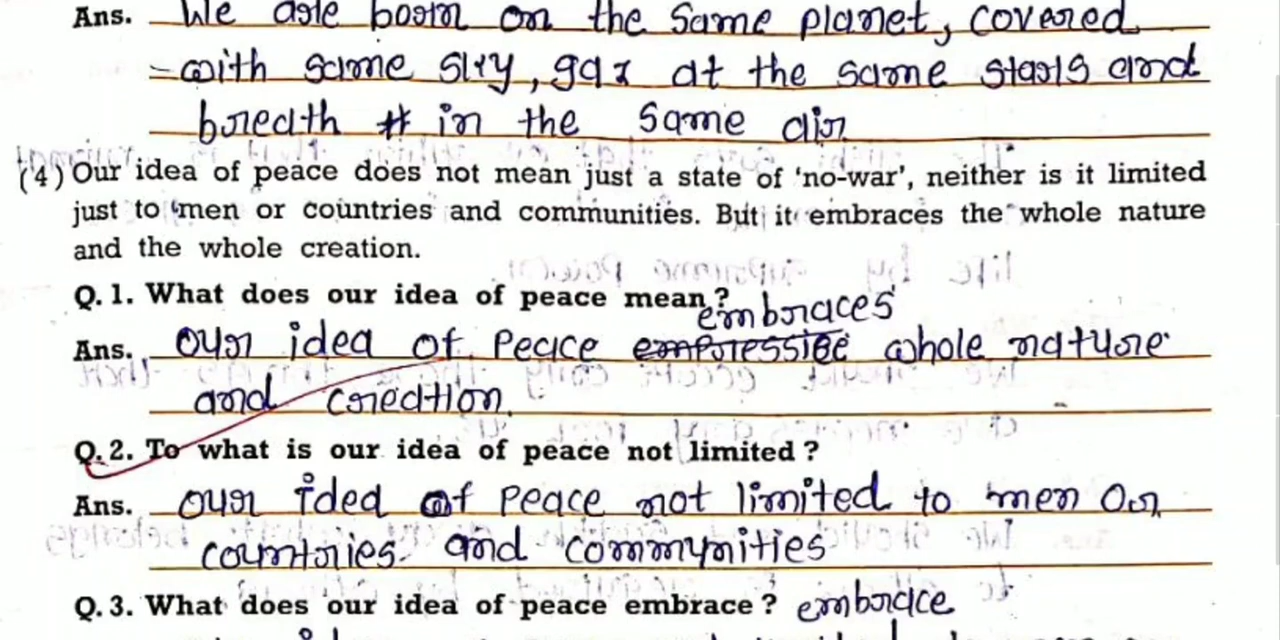 Ans. We are born on the same planet, covered
with same sky, gaz at the same stars and
breath in the same air
(4) Our idea of peace does not mean just a state of 'no-war', neither is it limited
just to men or countries and communities. But it embraces the whole nature
and the whole creation.
Q. 1. What does our idea of peace mean?
embraces
Ans. Our idea of Peace whole nature
and creation.
Q. 2. To what is our idea of peace not limited?
Ans. Our idea of Peace not limited to men or
countries and communities
Q. 3. What does our idea of peace embrace? embrace